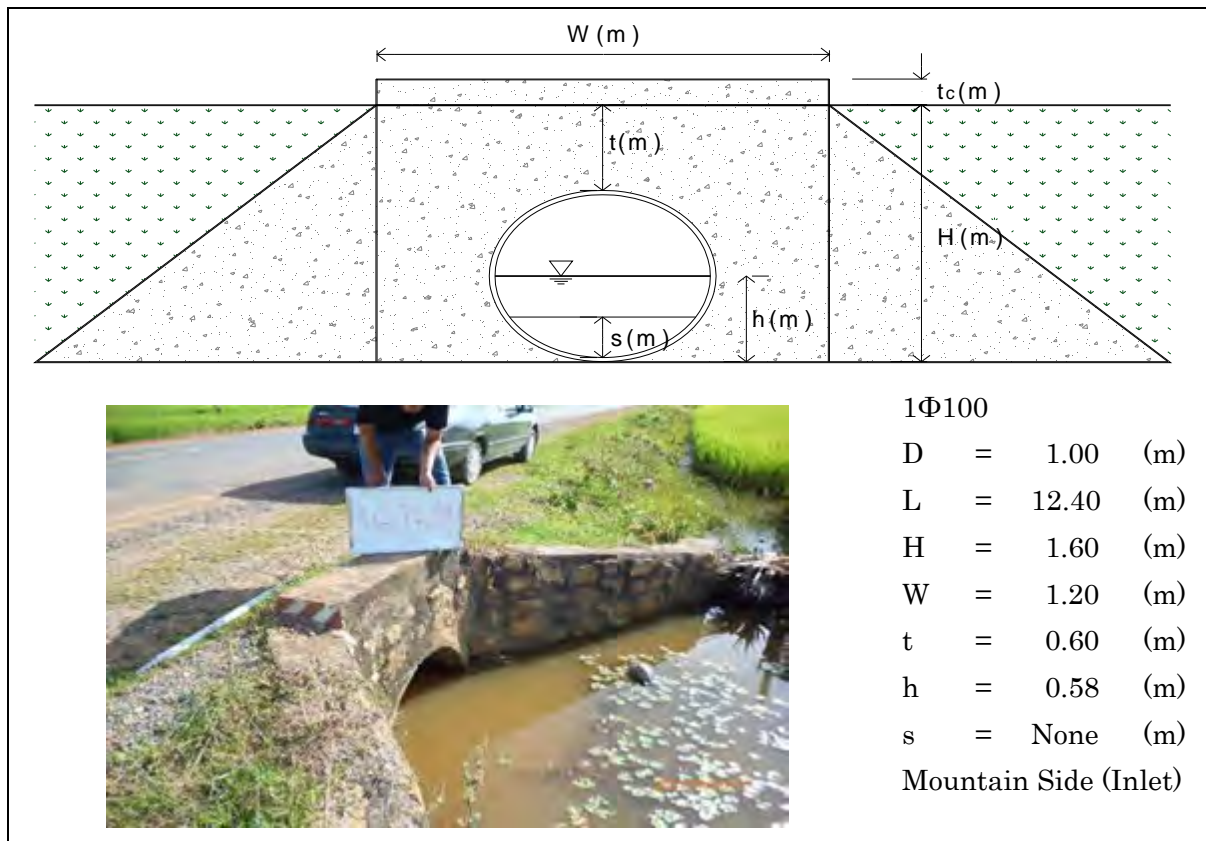 W (m)
tc(m)
t(m)
H (m)
h(m)
s(m)
1Φ100
D = 1.00 (m)
L = 12.40 (m)
H = 1.60 (m)
W = 1.20 (m)
t = 0.60 (m)
h = 0.58 (m)
s = None (m)
Mountain Side (Inlet)